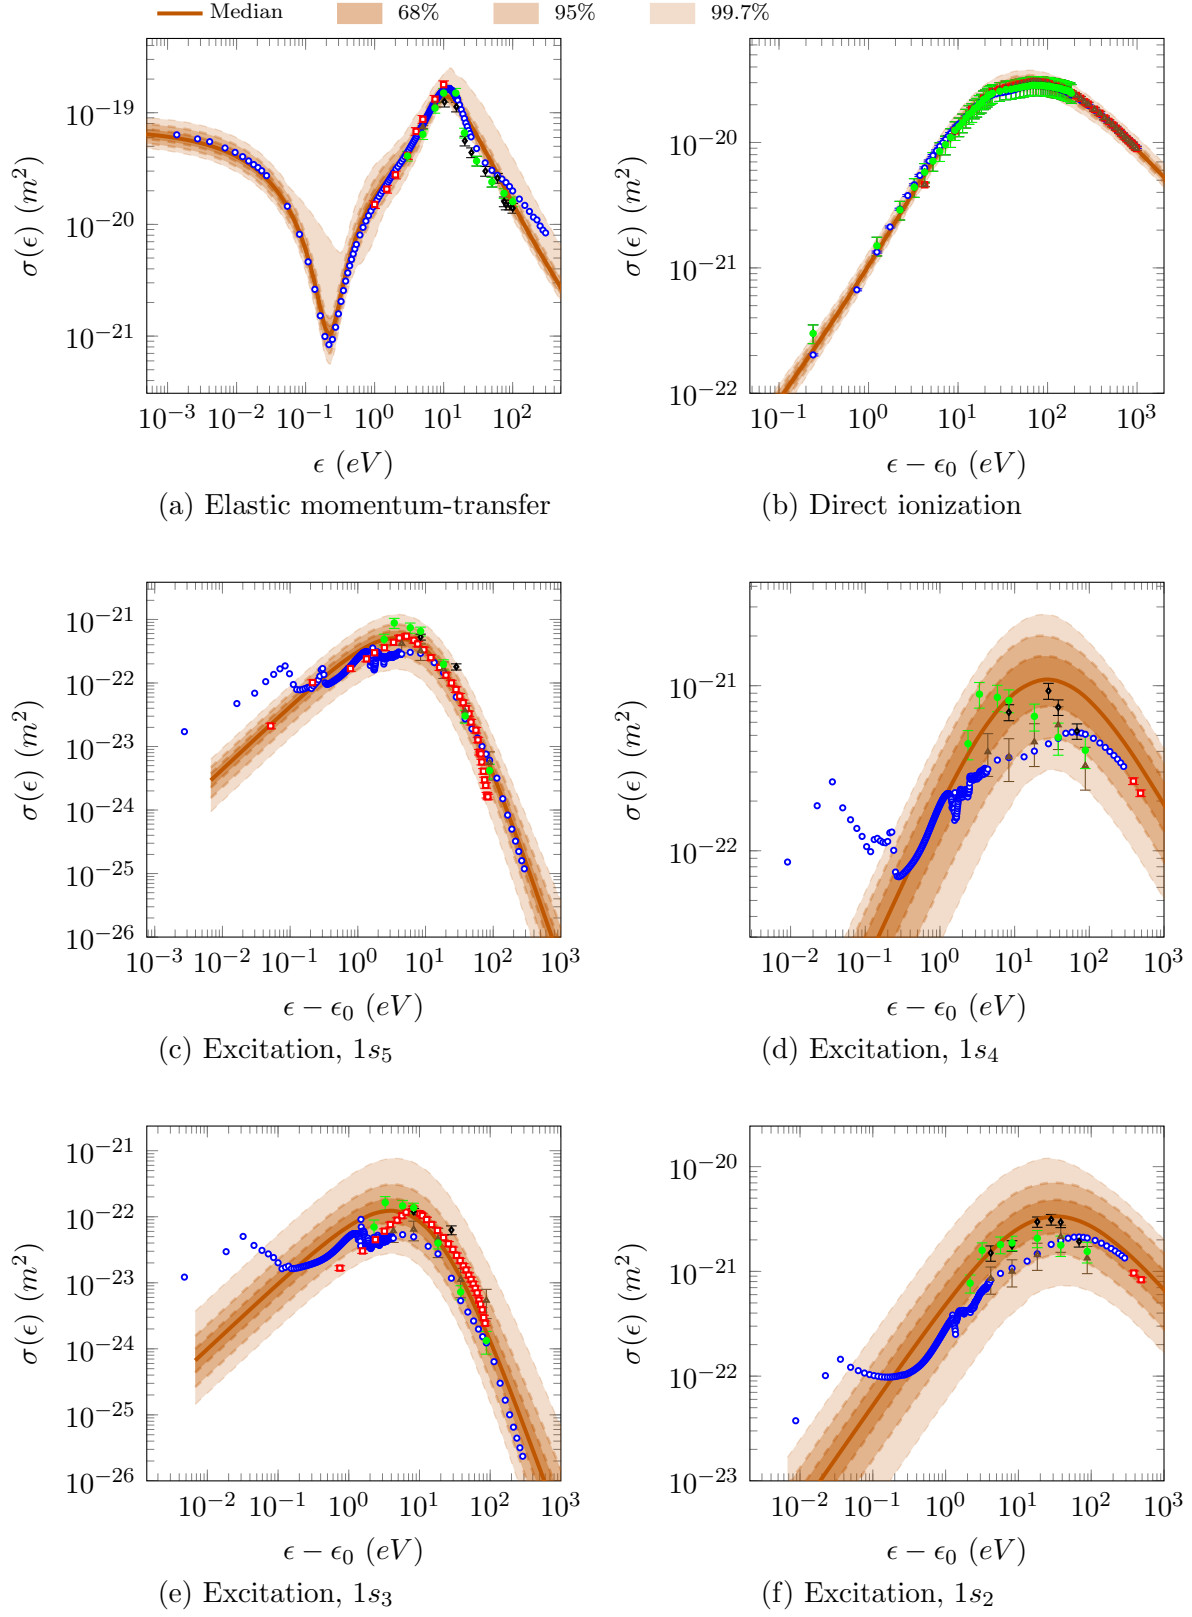 Median 68% 95% 99.7%
10^{-19}
10^{-20}
10^{-21}
σ(ϵ) (m^2)
10^{-3} 10^{-2} 10^{-1} 10^0 10^1 10^2
ϵ (eV)
(a) Elastic momentum-transfer
10^{-20}
10^{-21}
10^{-22}
σ(ϵ) (m^2)
10^{-1} 10^0 10^1 10^2 10^3
ϵ − ϵ_0 (eV)
(b) Direct ionization
10^{-21}
10^{-22}
10^{-23}
10^{-24}
10^{-25}
10^{-26}
σ(ϵ) (m^2)
10^{-3} 10^{-2} 10^{-1} 10^0 10^1 10^2 10^3
ϵ − ϵ_0 (eV)
(c) Excitation, 1s_5
10^{-21}
10^{-22}
σ(ϵ) (m^2)
10^{-2} 10^{-1} 10^0 10^1 10^2 10^3
ϵ − ϵ_0 (eV)
(d) Excitation, 1s_4
10^{-21}
10^{-22}
10^{-23}
10^{-24}
10^{-25}
10^{-26}
σ(ϵ) (m^2)
10^{-2} 10^{-1} 10^0 10^1 10^2 10^3
ϵ − ϵ_0 (eV)
(e) Excitation, 1s_3
10^{-20}
10^{-21}
10^{-22}
10^{-23}
σ(ϵ) (m^2)
10^{-2} 10^{-1} 10^0 10^1 10^2 10^3
ϵ − ϵ_0 (eV)
(f) Excitation, 1s_2